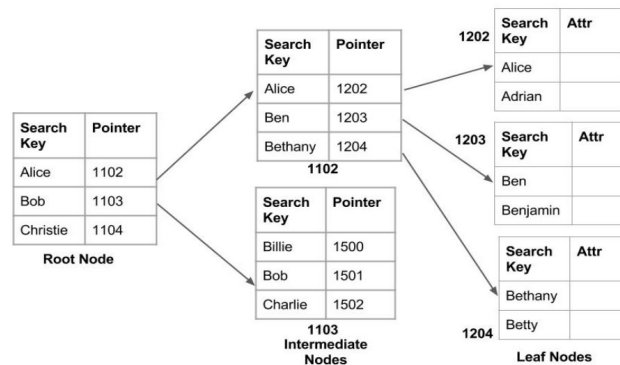 Search Key Pointer
Alice 1102
Bob 1103
Christie 1104
Root Node
Search Key Pointer
Alice 1202
Ben 1203
Bethany 1204
1102
Search Key Pointer
Billie 1500
Bob 1501
Charlie 1502
1103
Intermediate
Nodes
1202
Search Key Attr
Alice
Adrian
1203
Search Key Attr
Ben
Benjamin
Search Key Attr
Bethany
Betty
1204
Leaf Nodes